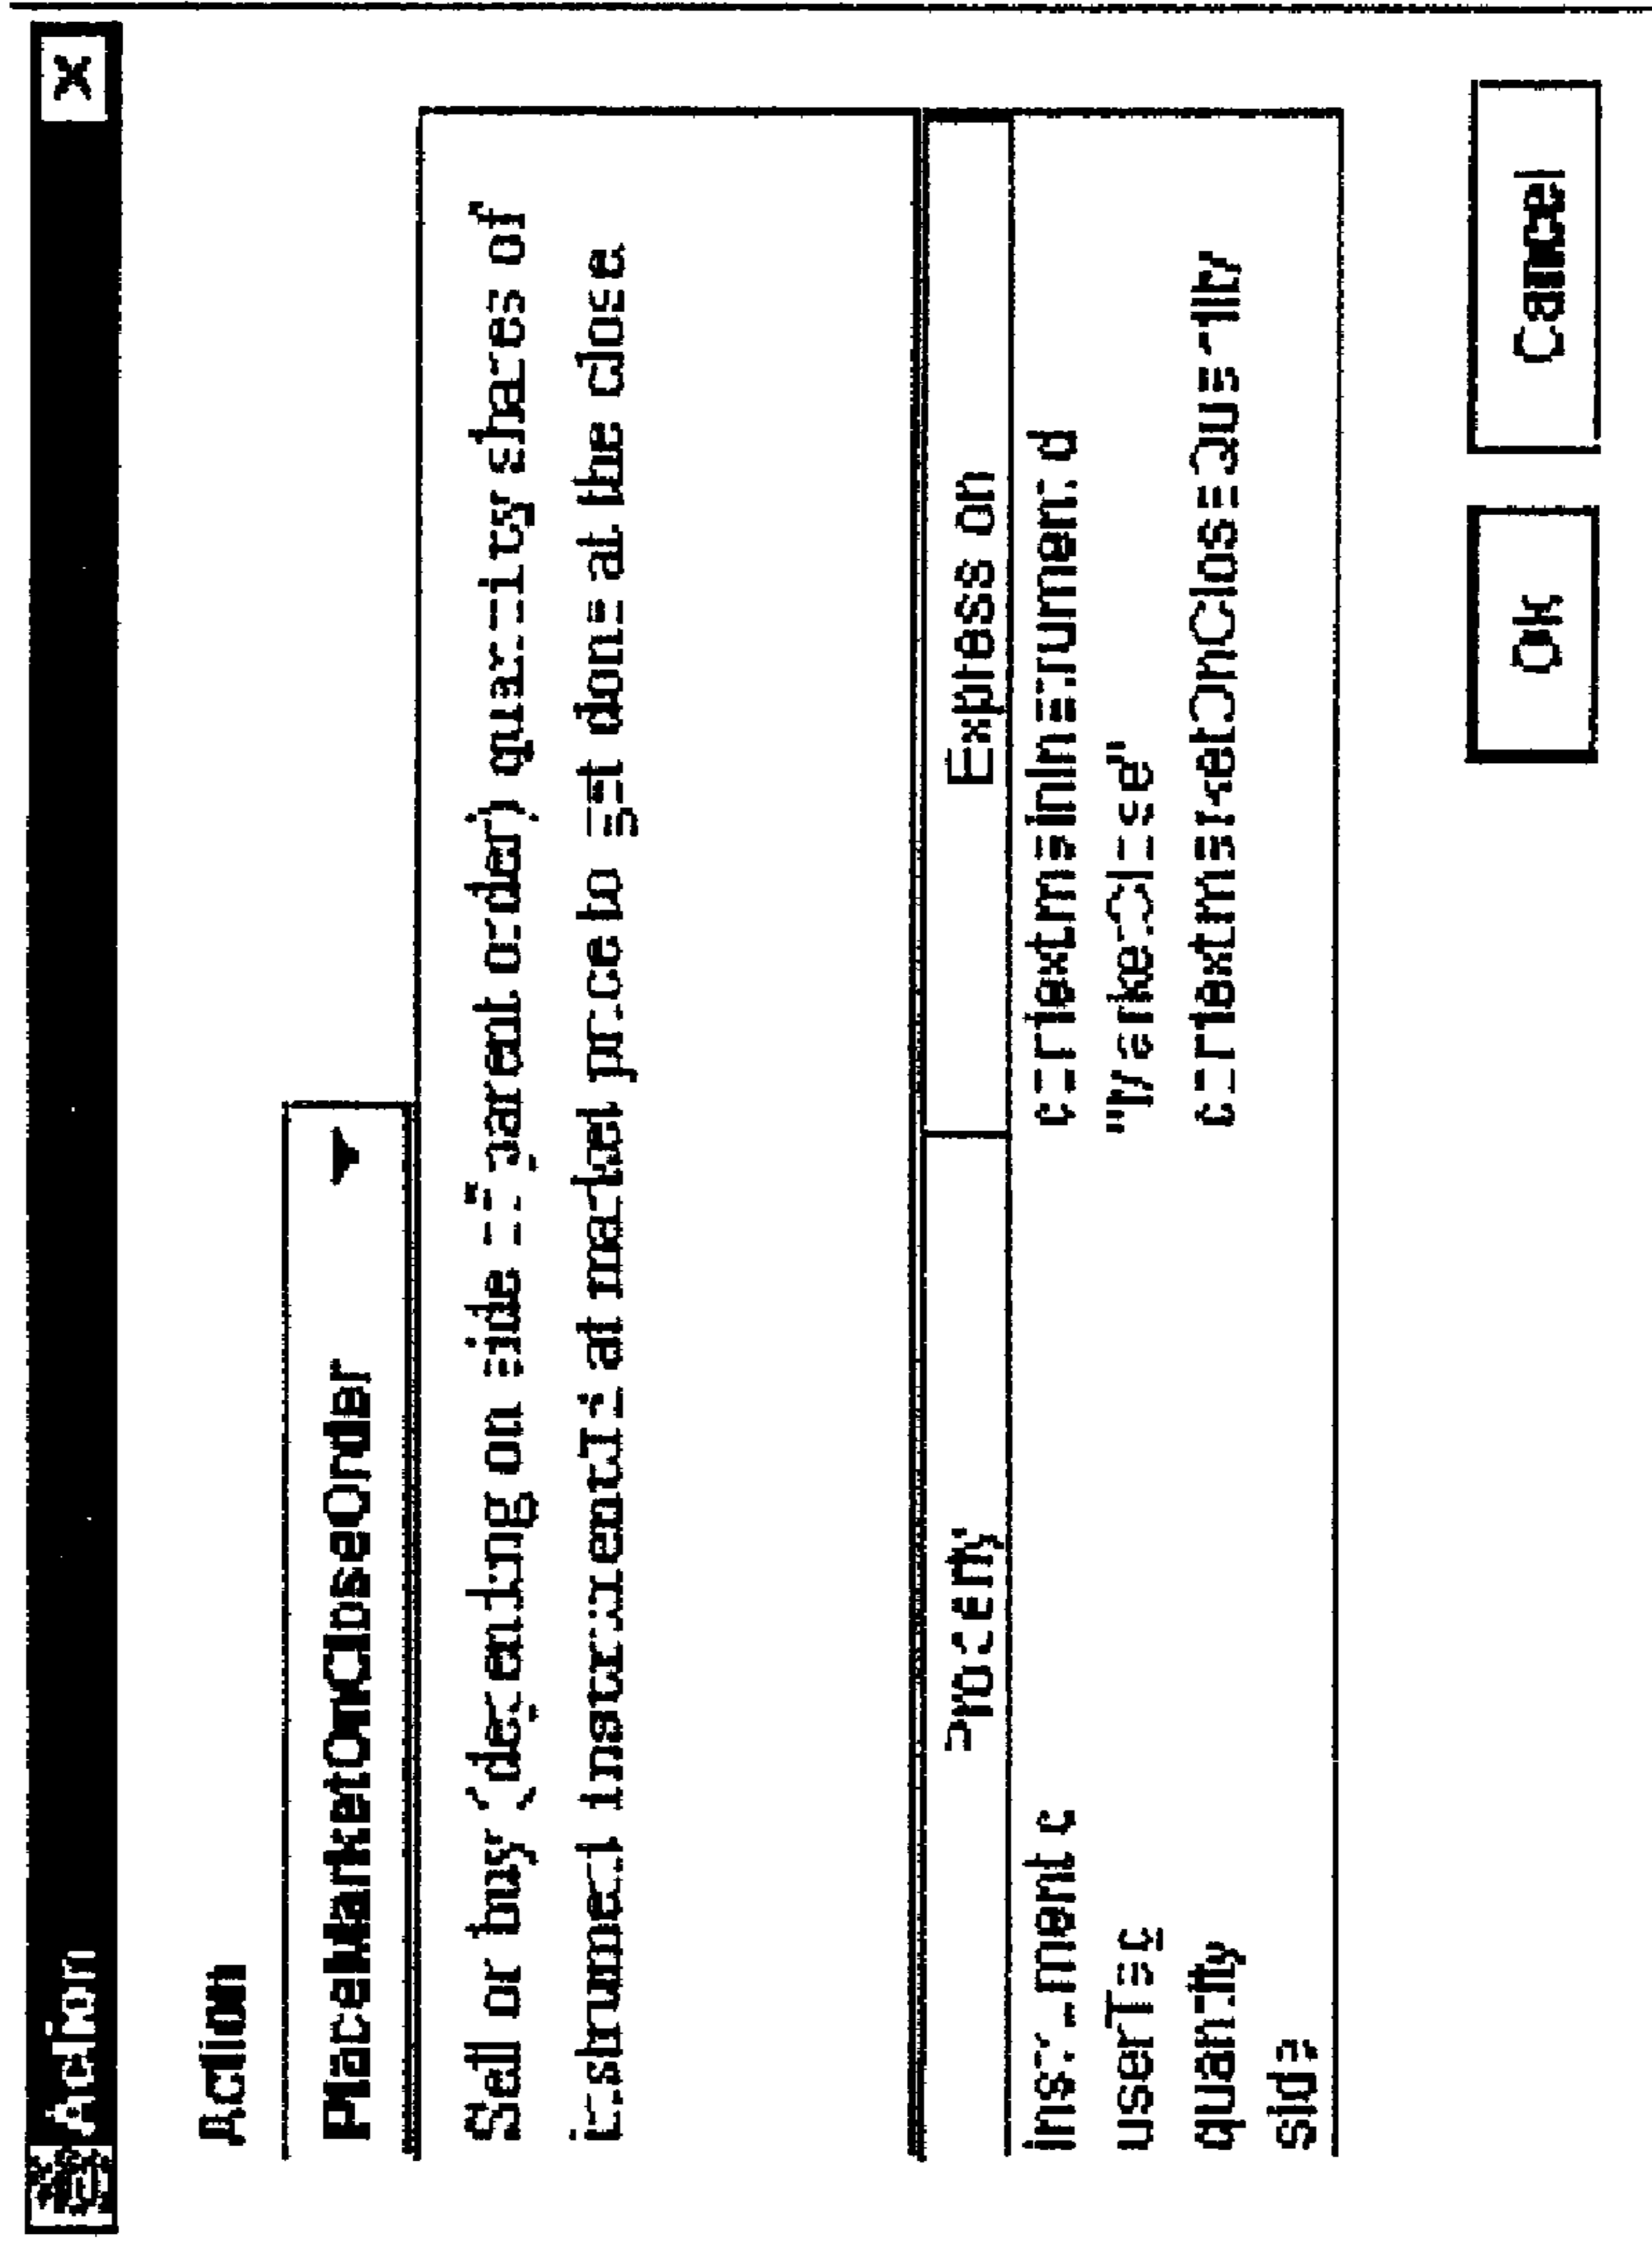 Action
X
Action
PlaceMarketOnCloseOrder
Sell or buy (depending on side of parent order) quantity shares of
instrument instrumentId at market price to get done at the close
Property Expression
userTag "MarketClose"
quantity
side
OK Cancel